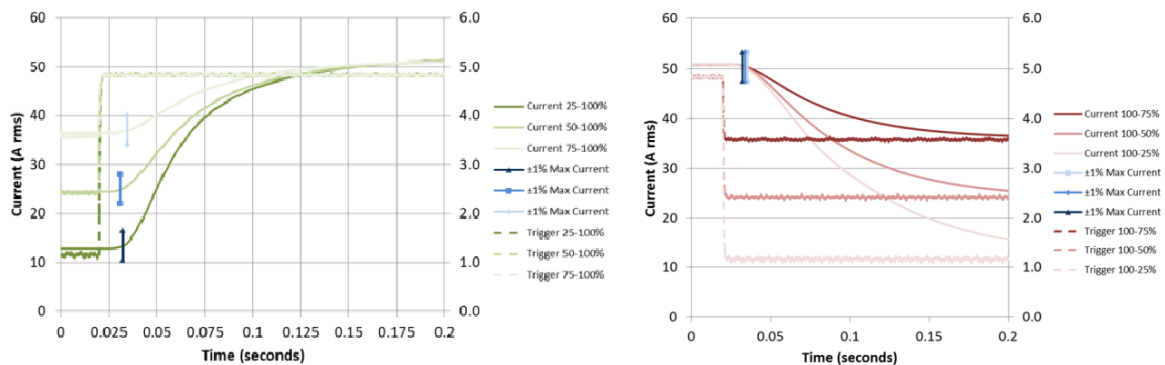 60
50
40
30
20
10
0
Current (A rms)
6.0
5.0
4.0
3.0
2.0
1.0
0.0
0 0.025 0.05 0.075 0.1 0.125 0.15 0.175 0.2
Time (seconds)
Current 25-100%
Current 50-100%
Current 75-100%
±1% Max Current
±1% Max Current
±1% Max Current
Trigger 25-100%
Trigger 50-100%
Trigger 75-100%
60
50
40
30
20
10
0
Current (A rms)
6.0
5.0
4.0
3.0
2.0
1.0
0.0
0 0.05 0.1 0.15 0.2
Time (seconds)
Current 100-75%
Current 100-50%
Current 100-25%
±1% Max Current
±1% Max Current
±1% Max Current
Trigger 100-75%
Trigger 100-50%
Trigger 100-25%